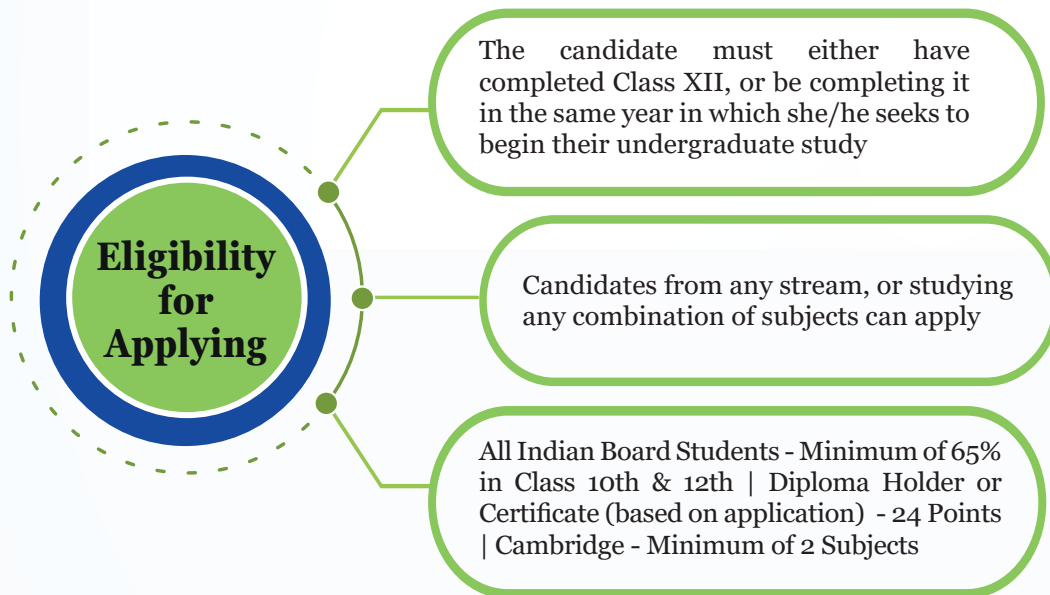 Eligibility
for
Applying
The candidate must either have
completed Class XII, or be completing it
in the same year in which she/he seeks to
begin their undergraduate study
Candidates from any stream, or studying
any combination of subjects can apply
All Indian Board Students - Minimum of 65%
in Class 10th & 12th | Diploma Holder or
Certificate (based on application) - 24 Points
| Cambridge - Minimum of 2 Subjects